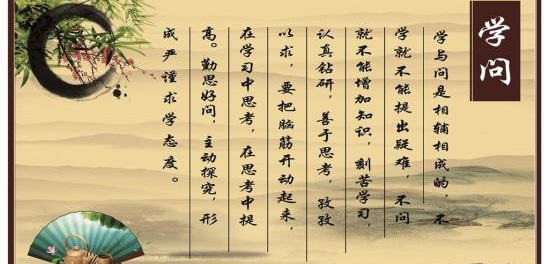 学问
学与问是相辅相成的，不
学就不能提出疑难，不问
就不能增加知识，刻苦学习，
认真钻研，善于思考，孜孜
以求，要把脑筋开动起来，
在学习中思考，在思考中提
高。勤思好问，主动探究，形
成严谨求学态度。